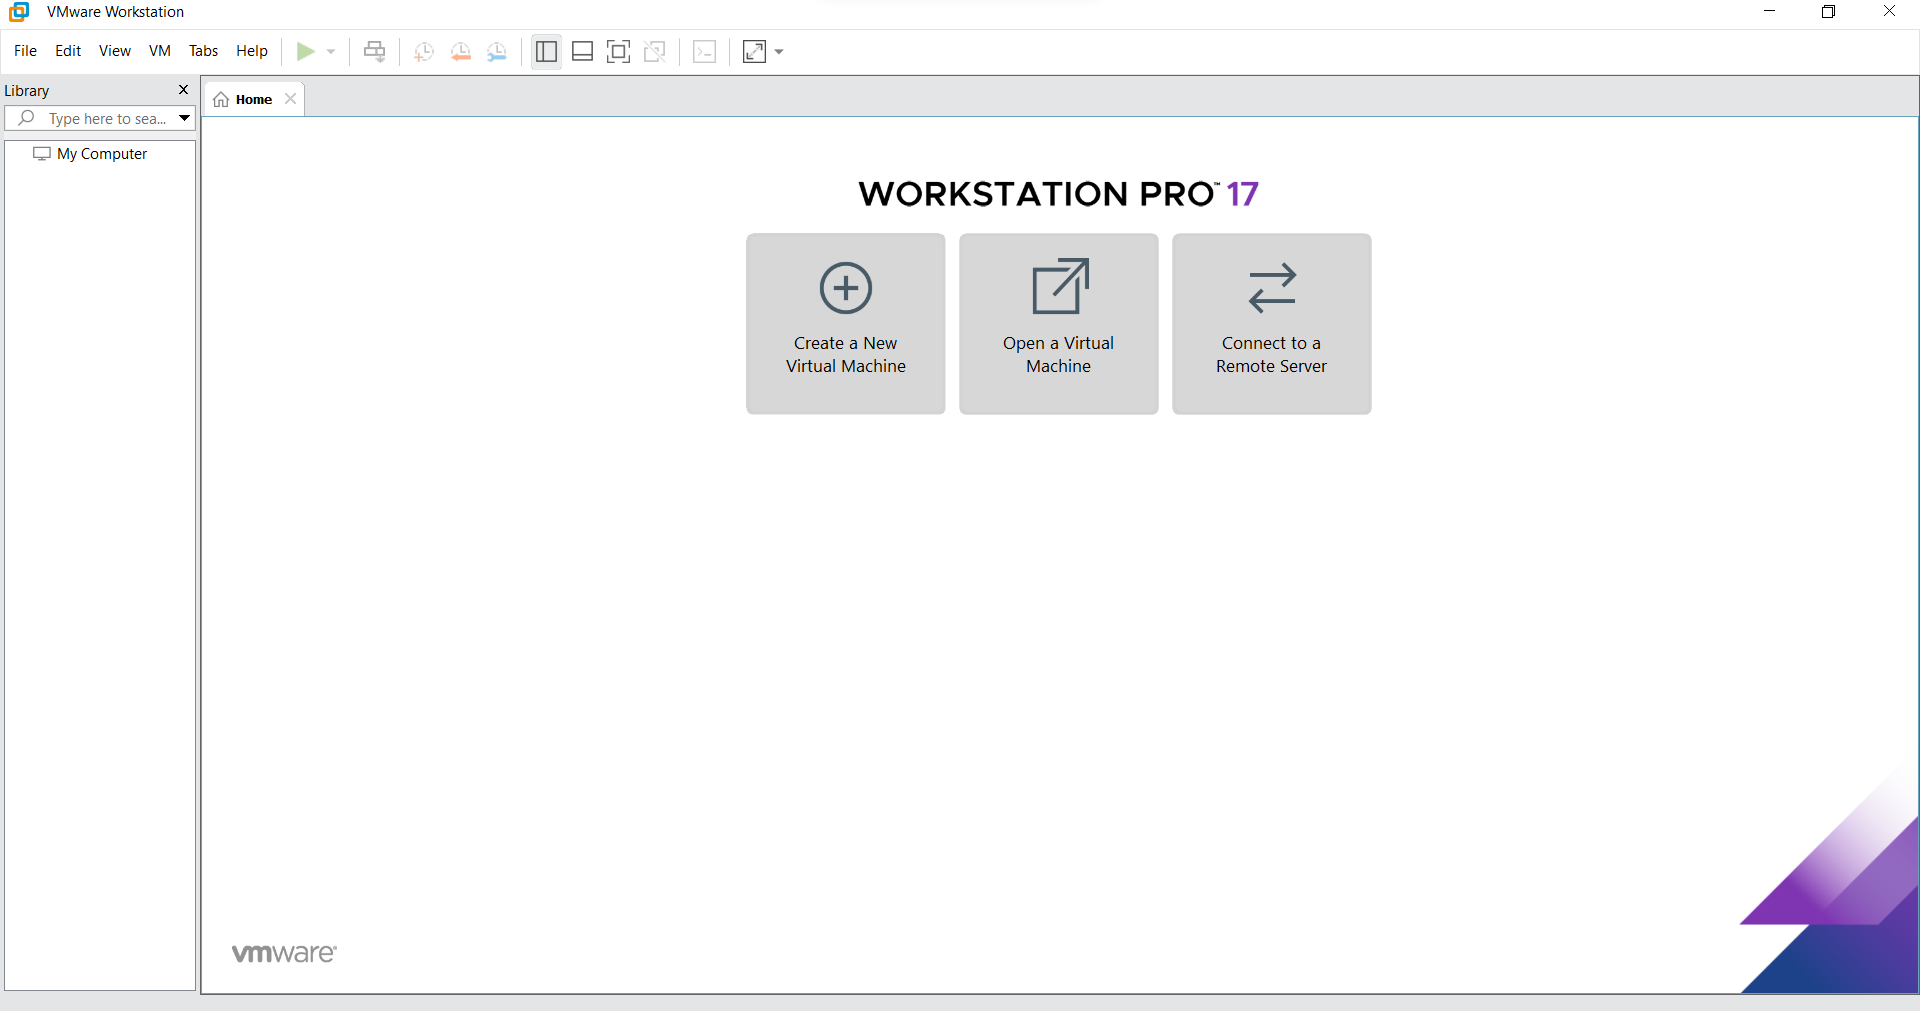 VMware Workstation
File Edit View VM Tabs Help
Library
Type here to sea...
My Computer
Home
WORKSTATION PRO™ 17
Create a New
Virtual Machine
Open a Virtual
Machine
Connect to a
Remote Server
vmware®